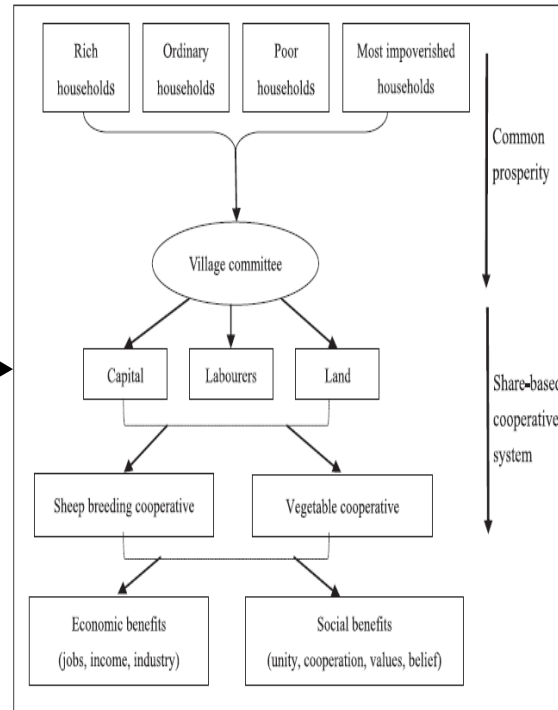 Rich
households
Ordinary
households
Poor
households
Most impoverished
households
Common
prosperity
Village committee
Capital
Labourers
Land
Share-based
cooperative
system
Sheep breeding cooperative
Vegetable cooperative
Economic benefits
(jobs, income, industry)
Social benefits
(unity, cooperation, values, belief)